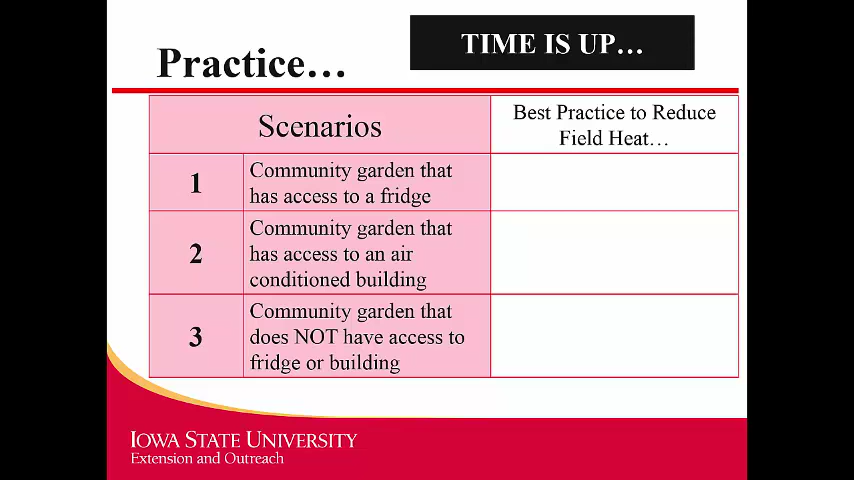 TIME IS UP…
Practice…
Scenarios
Best Practice to Reduce
Field Heat…
1
Community garden that
has access to a fridge
2
Community garden that
has access to an air
conditioned building
3
Community garden that
does NOT have access to
fridge or building
IOWA STATE UNIVERSITY
Extension and Outreach